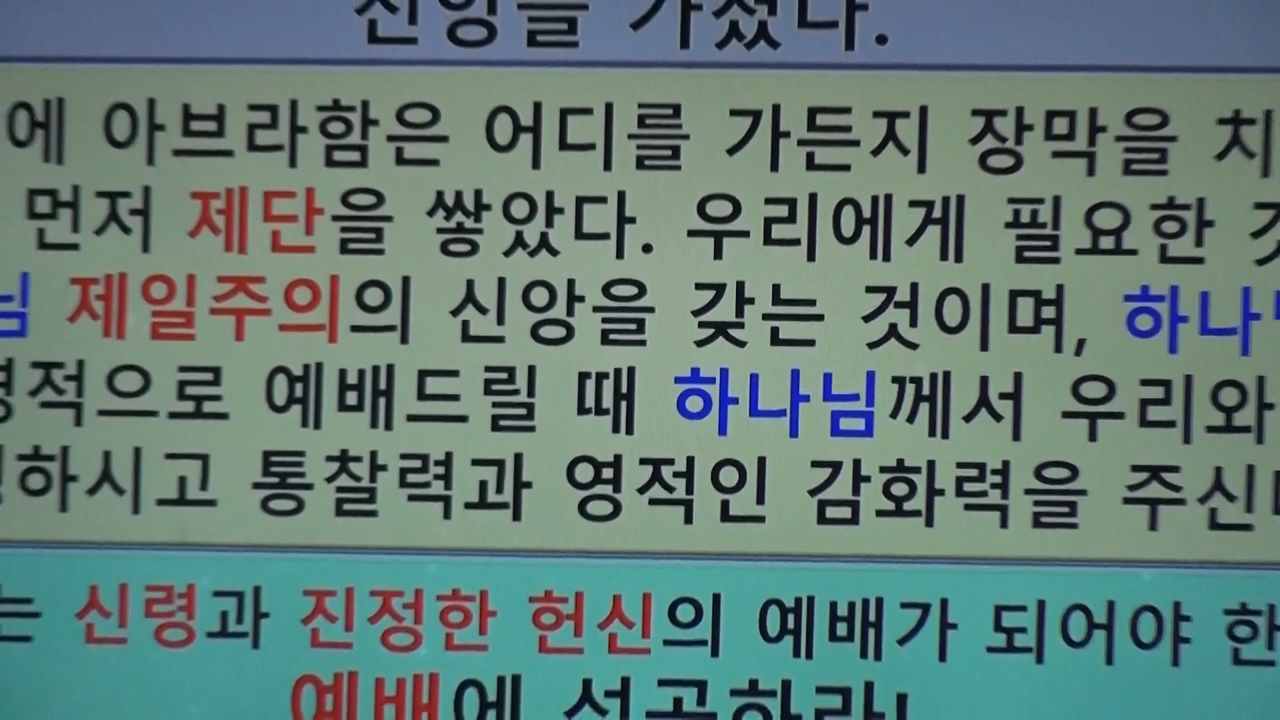 신앙을 가졌다.
에 아브라함은 어디를 가든지 장막을 치
먼저 제단을 쌓았다. 우리에게 필요한
님 제일주의의 신앙을 갖는 것이며, 하나
적으로 예배드릴 때 하나님께서 우리와
하시고 통찰력과 영적인 감화력을 주신
는 신령과 진정한 헌신의 예배가 되어야 한
예배에 성공하라!